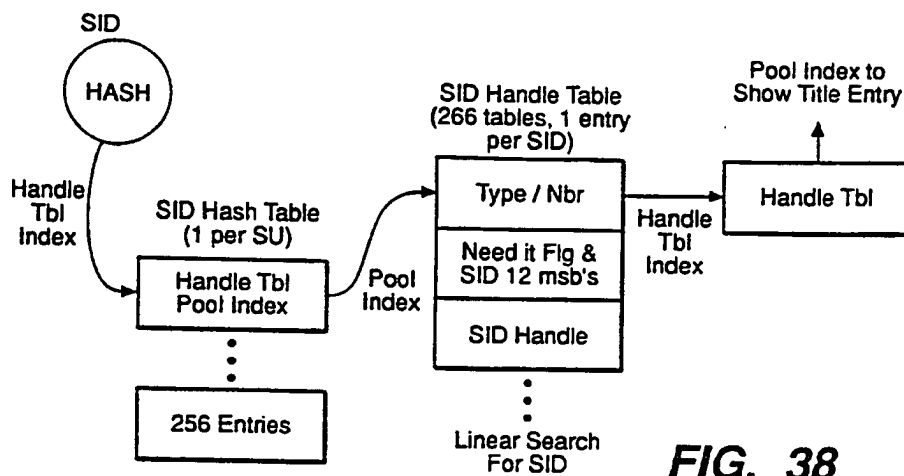 SID
HASH
Handle
Tbl
Index
SID Hash Table
(1 per SU)
Handle Tbl
Pool Index
256 Entries
Pool
Index
SID Handle Table
(266 tables, 1 entry
per SID)
Type / Nbr
Need it Flg &
SID 12 msb's
SID Handle
Linear Search
For SID
Handle
Tbl
Index
Pool Index to
Show Title Entry
Handle Tbl
FIG. 38